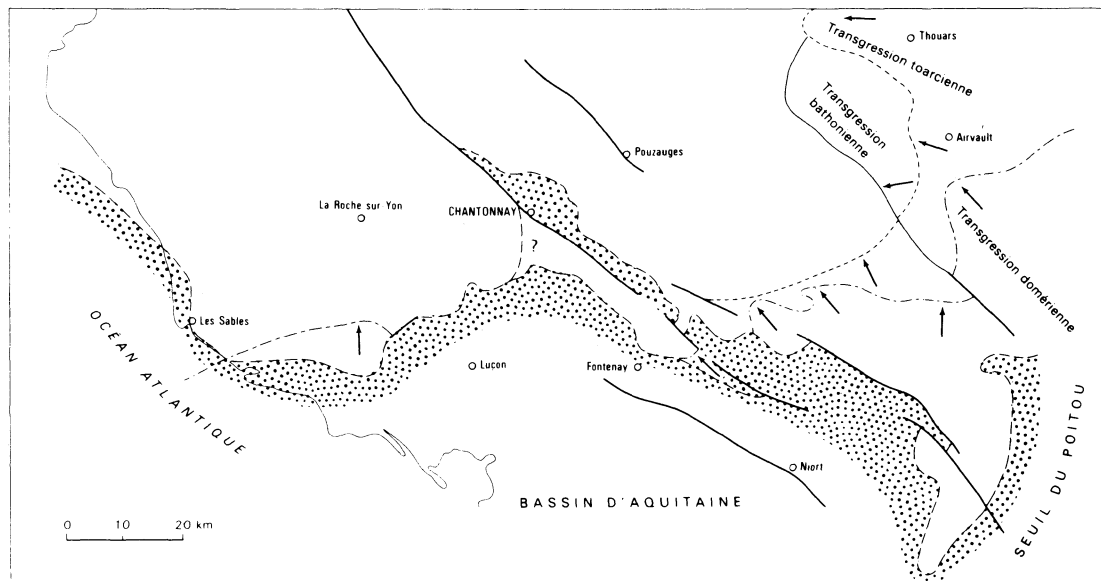 Thouars
Transgression toarcienne
Transgression
bathonienne
Airvault
Pouzauges
La Roche sur Yon
CHANTONNAY
?
Transgression domérienne
Les Sables
OCÉAN ATLANTIQUE
Luçon
Fontenay
Niort
BASSIN D'AQUITAINE
SEUIL DU POITOU
0 10 20 km